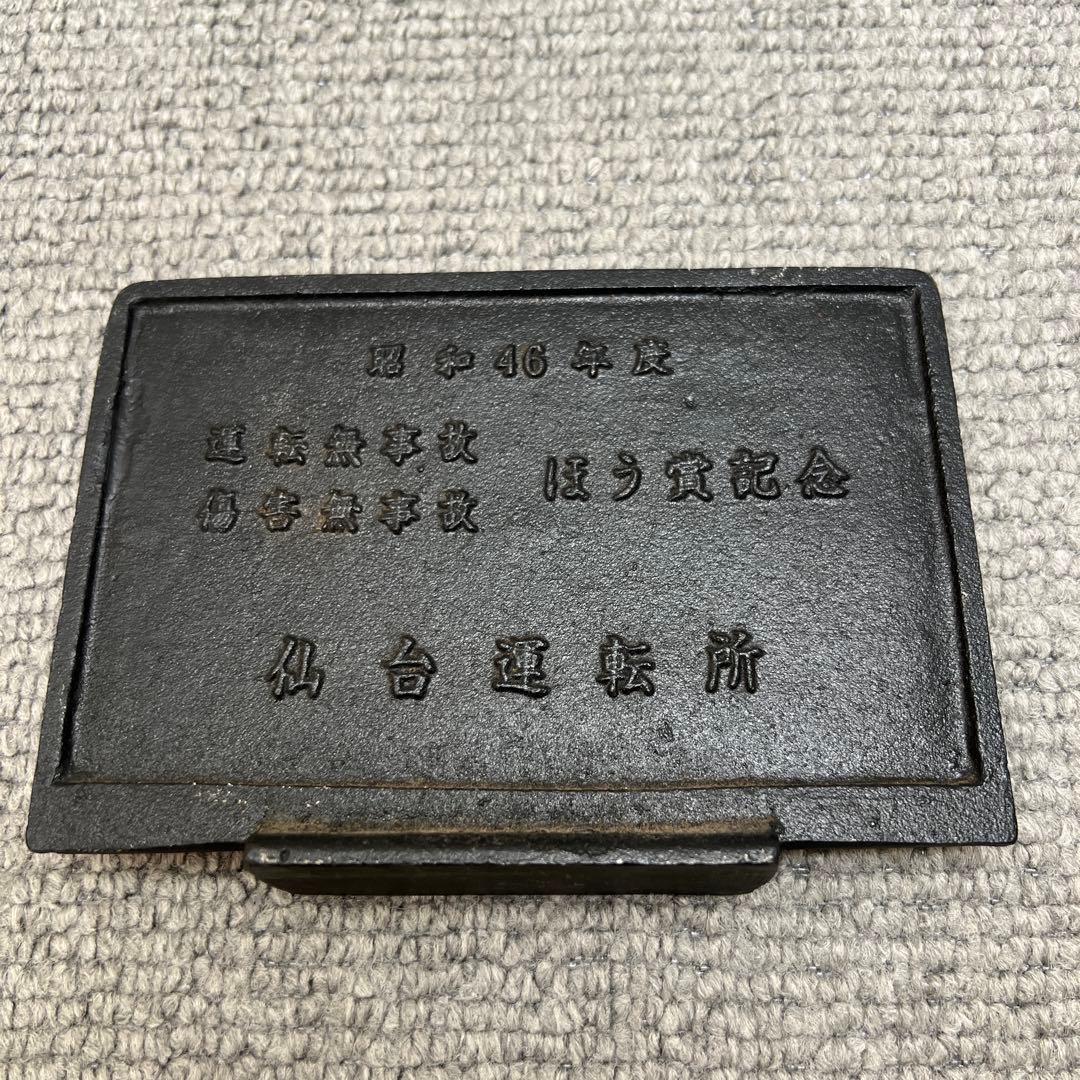 昭和46年度
運転無事故
傷害無事故
ほう賞記念
仙台運転所